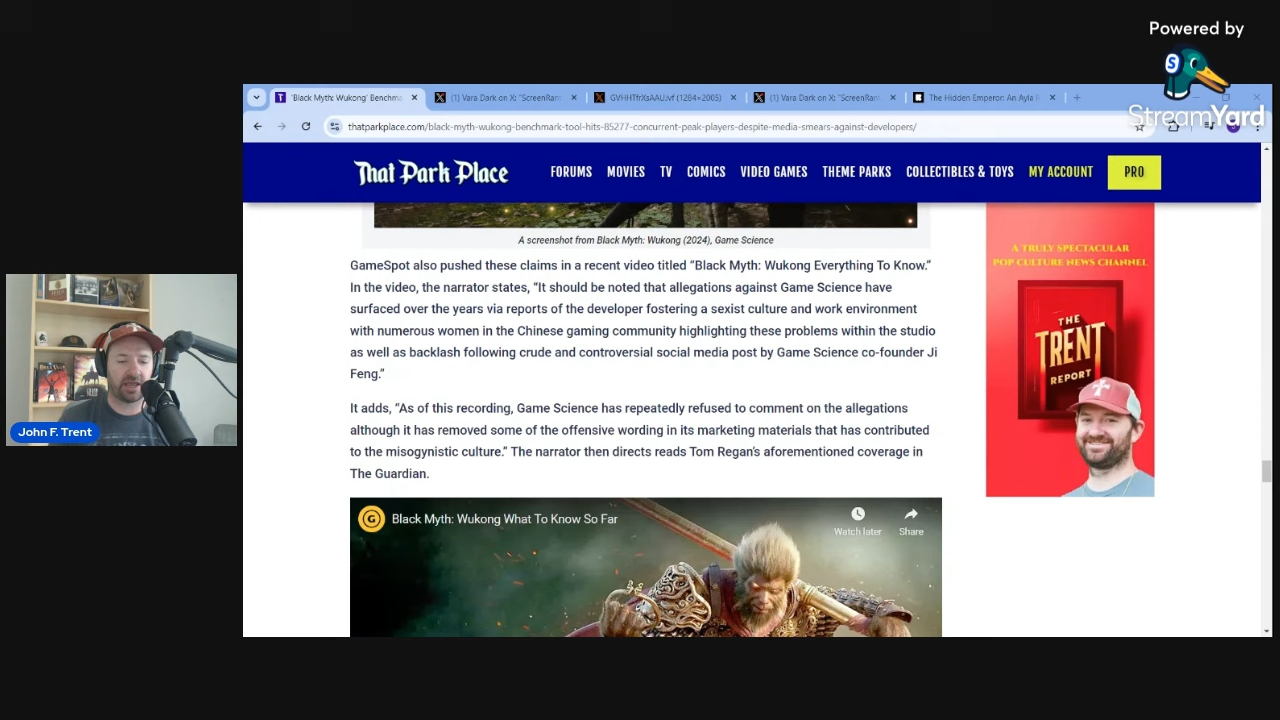 Powered by
StreamYard
'Black Myth: Wukong' Benchma
(1) Vara Dark on X: "ScreenRant
(1284×2005)
(1) Vara Dark on X: "ScreenRant
The Hidden Emperor: An Ayla R
thatparkplace.com/black-myth-wukong-benchmark-tool-hits-85277-concurrent-peak-players-despite-media-smears-against-developers/
That Park Place
FORUMS MOVIES TV COMICS VIDEO GAMES THEME PARKS COLLECTIBLES & TOYS MY ACCOUNT PRO
A screenshot from Black Myth: Wukong (2024), Game Science
GameSpot also pushed these claims in a recent video titled “Black Myth: Wukong Everything To Know.”
In the video, the narrator states, “It should be noted that allegations against Game Science have
surfaced over the years via reports of the developer fostering a sexist culture and work environment
with numerous women in the Chinese gaming community highlighting these problems within the studio
as well as backlash following crude and controversial social media post by Game Science co-founder Ji
Feng.”
It adds, “As of this recording, Game Science has repeatedly refused to comment on the allegations
although it has removed some of the offensive wording in its marketing materials that has contributed
to the misogynistic culture.” The narrator then directs reads Tom Regan’s aforementioned coverage in
The Guardian.
Black Myth: Wukong What To Know So Far
Watch later
Share
A TRULY SPECTACULAR
POP CULTURE NEWS CHANNEL
THE
TRENT
REPORT
John F. Trent